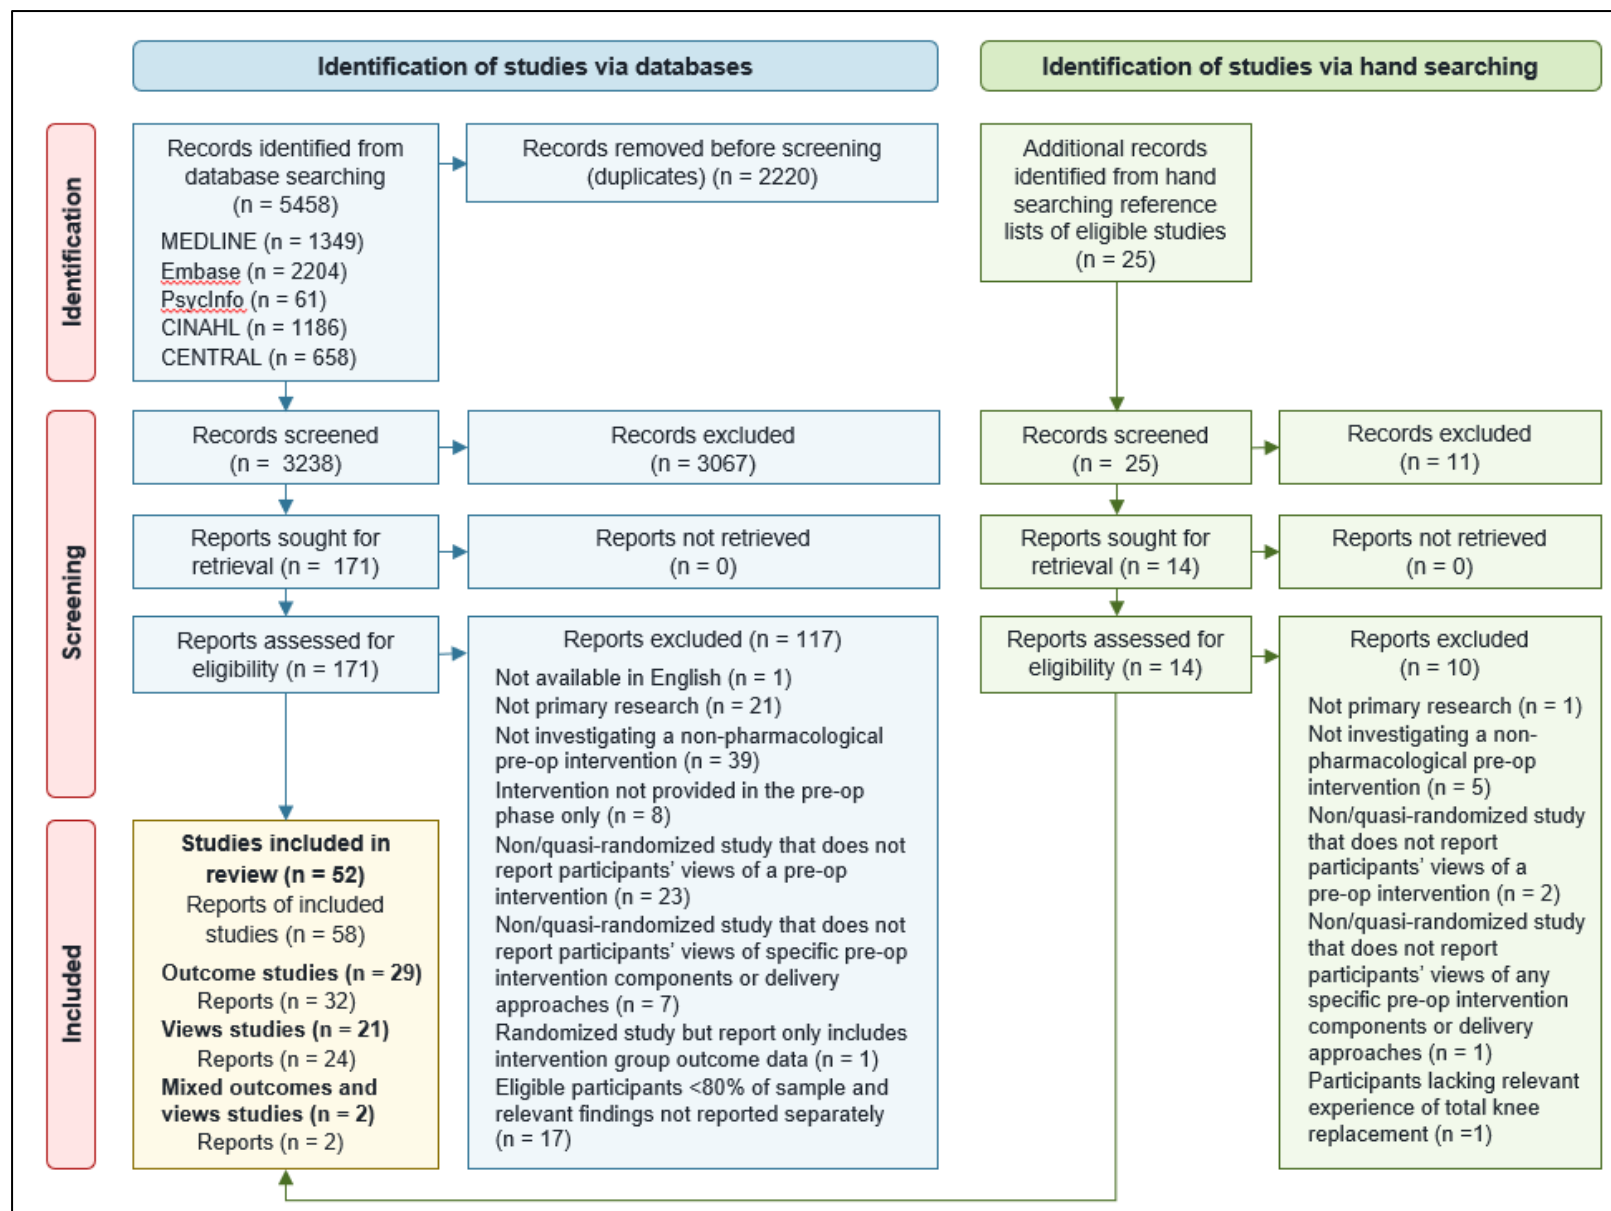 Identification of studies via databases
Identification of studies via hand searching
Identification
Records identified from
database searching
(n = 5458)
MEDLINE (n = 1349)
Embase (n = 2204)
PsycInfo (n = 61)
CINAHL (n = 1186)
CENTRAL (n = 658)
Records removed before screening
(duplicates) (n = 2220)
Additional records
identified from hand
searching reference
lists of eligible studies
(n = 25)
Screening
Records screened
(n = 3238)
Records excluded
(n = 3067)
Records screened
(n = 25)
Records excluded
(n = 11)
Reports sought for
retrieval (n = 171)
Reports not retrieved
(n = 0)
Reports sought for
retrieval (n = 14)
Reports not retrieved
(n = 0)
Reports assessed for
eligibility (n = 171)
Reports excluded (n = 117)
Not available in English (n = 1)
Not primary research (n = 21)
Not investigating a non-pharmacological
pre-op intervention (n = 39)
Intervention not provided in the pre-op
phase only (n = 8)
Non/quasi-randomized study that does not
report participants' views of a pre-op
intervention (n = 23)
Non/quasi-randomized study that does not
report participants' views of specific pre-op
intervention components or delivery
approaches (n = 7)
Randomized study but report only includes
intervention group outcome data (n = 1)
Eligible participants <80% of sample and
relevant findings not reported separately
(n = 17)
Reports assessed for
eligibility (n = 14)
Reports excluded
(n = 10)
Not primary research (n = 1)
Not investigating a non-
pharmacological pre-op
intervention (n = 5)
Non/quasi-randomized study
that does not report
participants' views of a
pre-op intervention (n = 2)
Non/quasi-randomized study
that does not report
participants' views of any
specific pre-op intervention
components or delivery
approaches (n = 1)
Participants lacking relevant
experience of total knee
replacement (n =1)
Included
Studies included in
review (n = 52)
Reports of included
studies (n = 58)
Outcome studies (n = 29)
Reports (n = 32)
Views studies (n = 21)
Reports (n = 24)
Mixed outcomes and
views studies (n = 2)
Reports (n = 2)